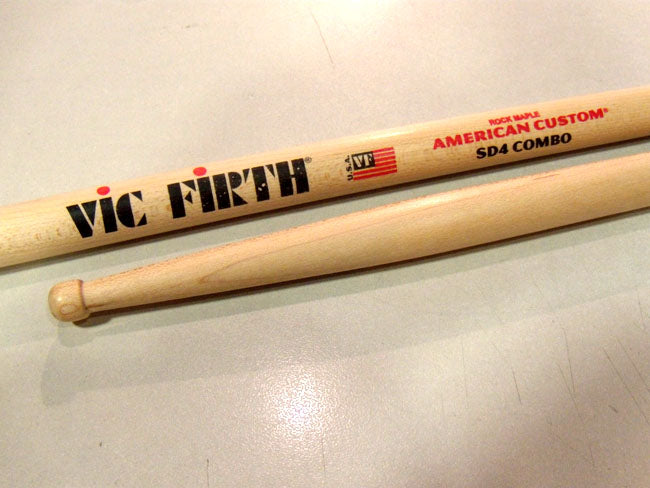 VIC FIRTH®
U.S.A. VF
ROCK MAPLE
AMERICAN CUSTOM®
SD4 COMBO